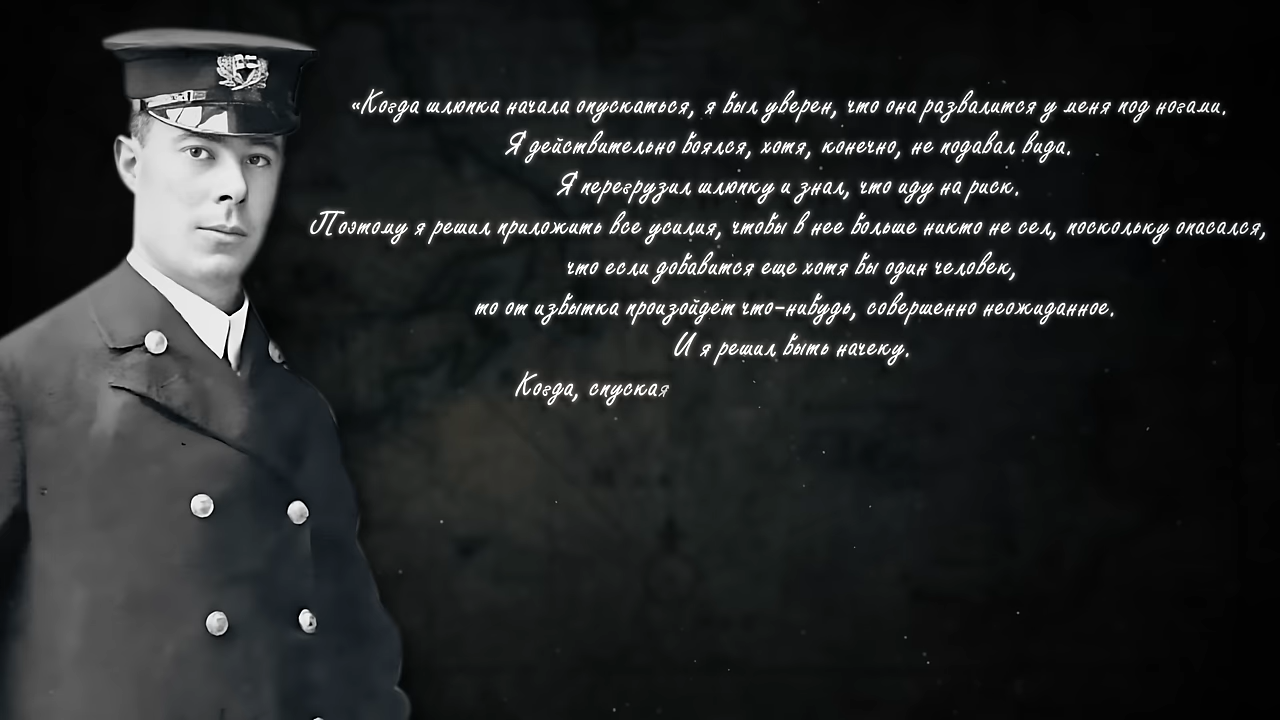 «Когда шлюпка начала опускаться, я был уверен, что она развалится у меня под ногами.
Я действительно боялся, хотя, конечно, не подавал вида.
Я перегрузил шлюпку и знал, что иду на риск.
Поэтому я решил приложить все усилия, чтобы в нее больше никто не сел, поскольку опасался,
что если добавится еще хотя бы один человек,
то от избытка произойдет что-нибудь, совершенно неожиданное.
И я решил быть начеку.
Когда, спуская